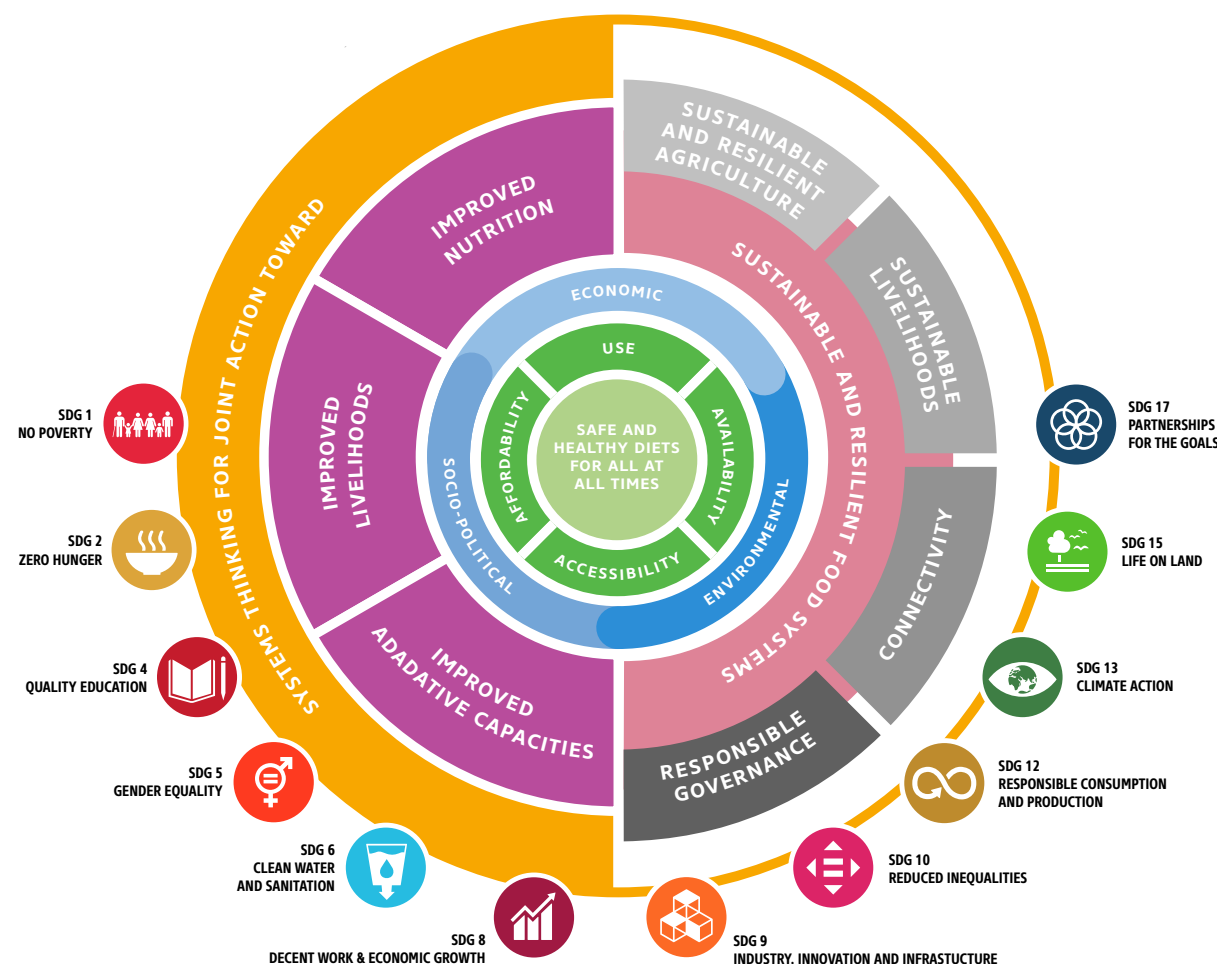 SYSTEMS THINKING FOR JOINT ACTION TOWARD
IMPROVED
NUTRITION
IMPROVED
LIVELIHOODS
IMPROVED
ADADATIVE CAPACITIES
SUSTAINABLE
AND RESILIENT
AGRICULTURE
SUSTAINABLE
LIVELIHOODS
CONNECTIVITY
RESPONSIBLE
GOVERNANCE
SUSTAINABLE AND RESILIENT FOOD SYSTEMS
ECONOMIC
ENVIRONMENTAL
SOCIO-POLITICAL
USE
AVAILABILITY
ACCESSIBILITY
AFFORDABILITY
SAFE AND
HEALTHY DIETS
FOR ALL AT
ALL TIMES
SDG 1
NO POVERTY
SDG 2
ZERO HUNGER
SDG 4
QUALITY EDUCATION
SDG 5
GENDER EQUALITY
SDG 6
CLEAN WATER
AND SANITATION
SDG 8
DECENT WORK & ECONOMIC GROWTH
SDG 9
INDUSTRY, INNOVATION AND INFRASTUCTURE
SDG 10
REDUCED INEQUALITIES
SDG 12
RESPONSIBLE CONSUMPTION
AND PRODUCTION
SDG 13
CLIMATE ACTION
SDG 15
LIFE ON LAND
SDG 17
PARTNERSHIPS
FOR THE GOALS